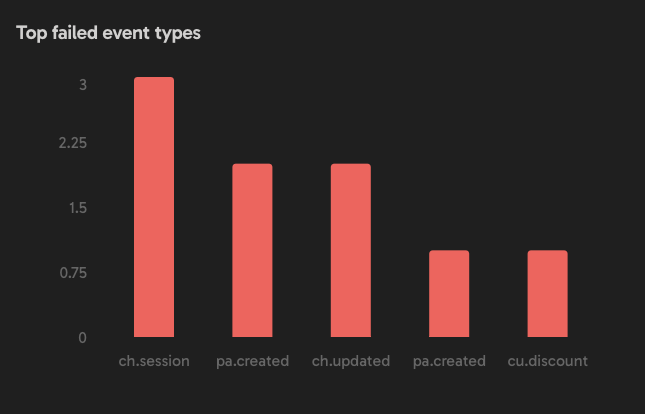 Top failed event types
3
2.25
1.5
0.75
0
ch.session pa.created ch.updated pa.created cu.discount